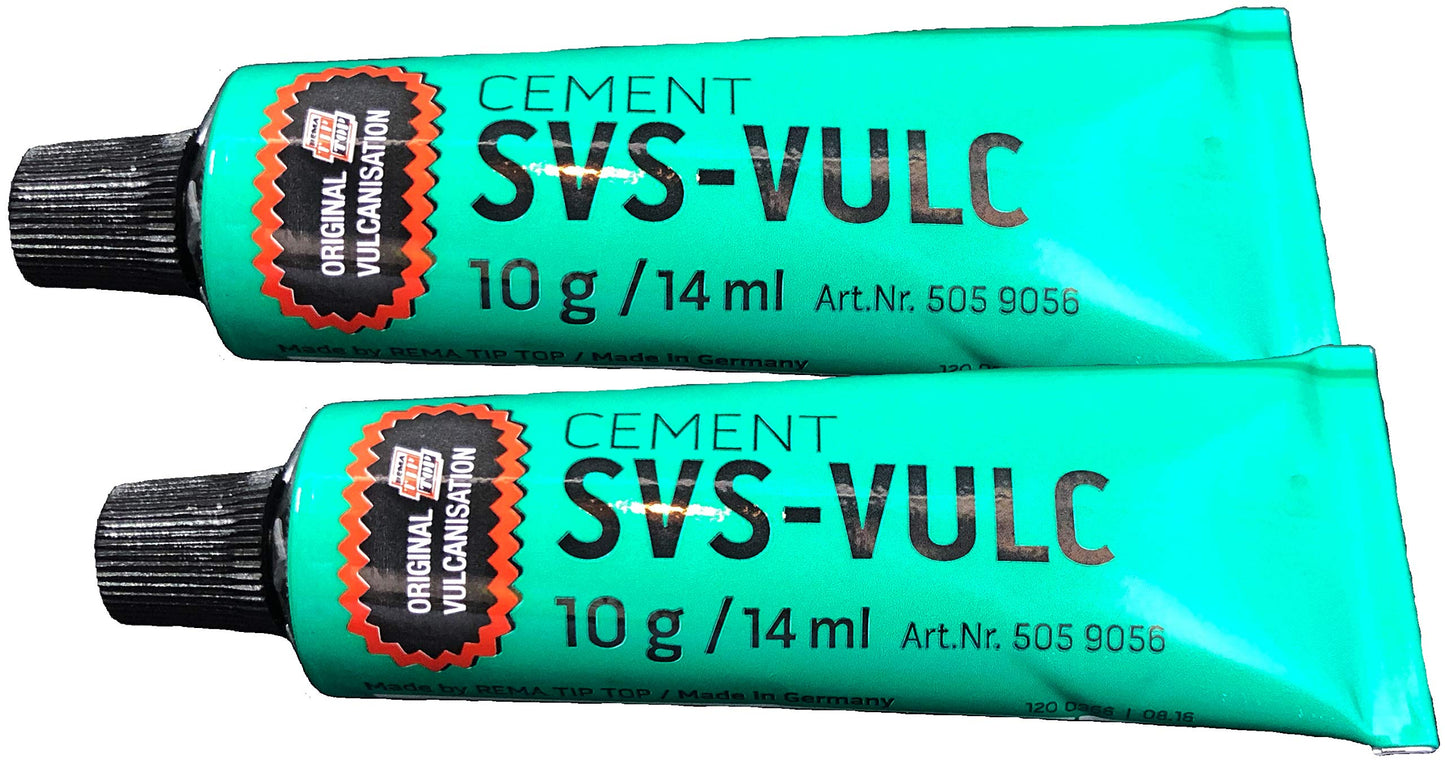 CEMENT
SVS-VULC
10 g / 14 ml Art.Nr. 505 9056
Made by REMA TIP TOP / Made in Germany
REMA
TIP
TOP
ORIGINAL
VULCANISATION
CEMENT
SVS-VULC
10 g / 14 ml Art.Nr. 505 9056
Made by REMA TIP TOP / Made in Germany
120 | 08.16
REMA
TIP
TOP
ORIGINAL
VULCANISATION